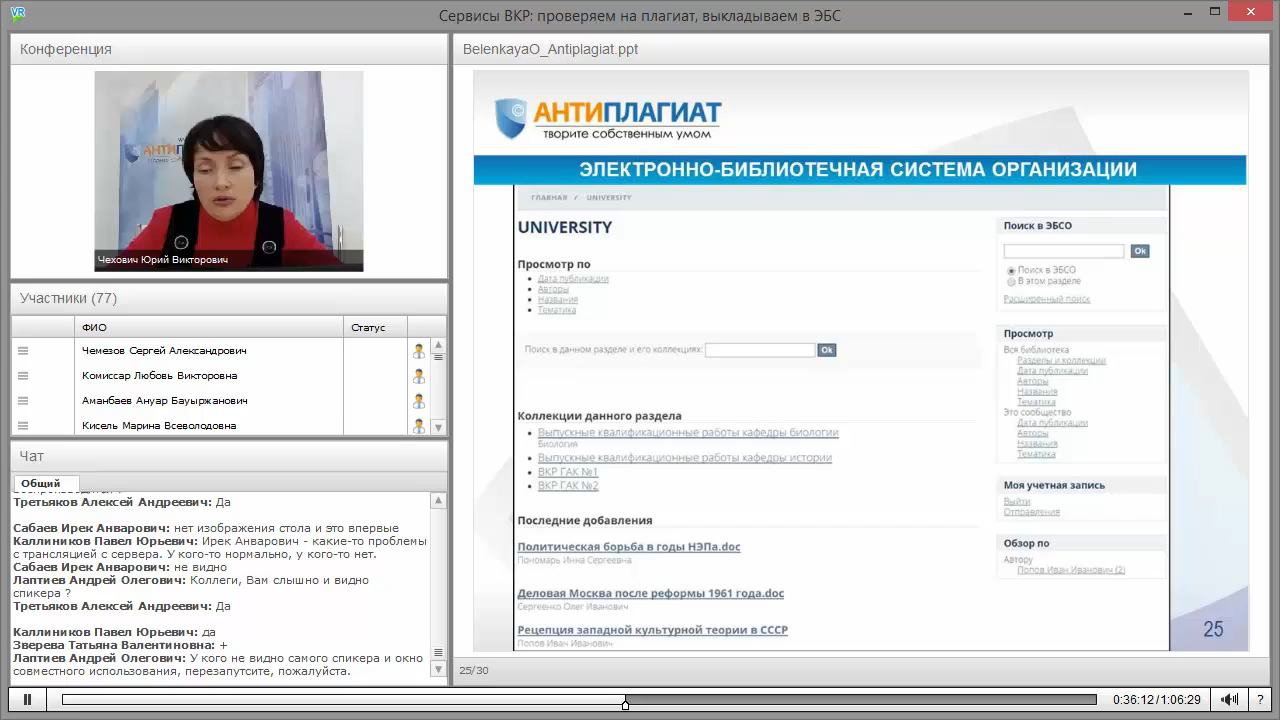 VR
Сервисы ВКР: проверяем на плагиат, выкладываем в ЭБС
Конференция
АНТИ
Чехович Юрий Викторович
Участники (77)
ФИО
Статус
Чемезов Сергей Александрович
Комиссар Любовь Викторовна
Аманбаев Ануар Бауыржанович
Кисель Марина Всеволодовна
Чат
Общий
Третьяков Алексей Андреевич: Да
Сабаев Ирек Анварович: нет изображения стола и это впервые
Каллиников Павел Юрьевич: Ирек Анварович - какие-то проблемы
с трансляцией с сервера. У кого-то нормально, у кого-то нет.
Сабаев Ирек Анварович: не видно
Лаптиев Андрей Олегович: Коллеги, Вам слышно и видно
спикера ?
Третьяков Алексей Андреевич: Да
Каллиников Павел Юрьевич: да
Зверева Татьяна Валентиновна: +
Лаптиев Андрей Олегович: У кого не видно самого спикера и окно
совместного использования, перезапутсите, пожалуйста.
BelenkayaO_Antiplagiat.ppt
АНТИПЛАГИАТ
творите собственным умом
ЭЛЕКТРОННО-БИБЛИОТЕЧНАЯ СИСТЕМА ОРГАНИЗАЦИИ
ГЛАВНАЯ / UNIVERSITY
UNIVERSITY
Просмотр по
Дата публикации
Авторы
Названия
Тематика
Поиск в данном разделе и его коллекциях:
Ok
Коллекции данного раздела
Выпускные квалификационные работы кафедры биологии
Биология
Выпускные квалификационные работы кафедры истории
ВКР ГАК №1
ВКР ГАК №2
Последние добавления
Политическая борьба в годы НЭПа.doc
Пономарь Инна Сергеевна
Деловая Москва после реформы 1961 года.doc
Сергеенко Олег Иванович
Рецепция западной культурной теории в СССР
Попов Иван Иванович
Поиск в ЭБСО
Ok
Поиск в ЭБСО
В этом разделе
Расширенный поиск
Просмотр
Вся библиотека
Разделы и коллекции
Дата публикации
Авторы
Названия
Тематика
Это сообщество
Дата публикации
Авторы
Названия
Тематика
Моя учетная запись
Выйти
Отправления
Обзор по
Автору
Попов Иван Иванович (2)
25
25/30
0:36:12/1:06:29
?